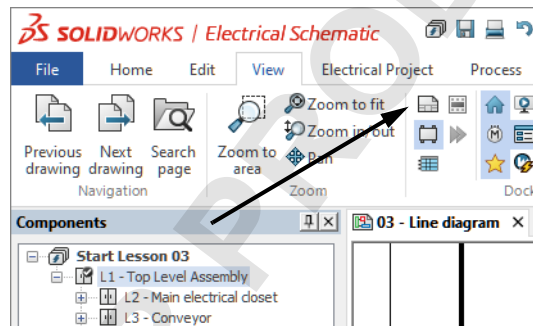 SOLIDWORKS | Electrical Schematic
File Home Edit View Electrical Project Process
Previous drawing
Next drawing
Search page
Zoom to area
Zoom to fit
Zoom in/out
Pan
Navigation Zoom Dock
Components
03 - Line diagram X
Start Lesson 03
L1 - Top Level Assembly
L2 - Main electrical closet
L3 - Conveyor